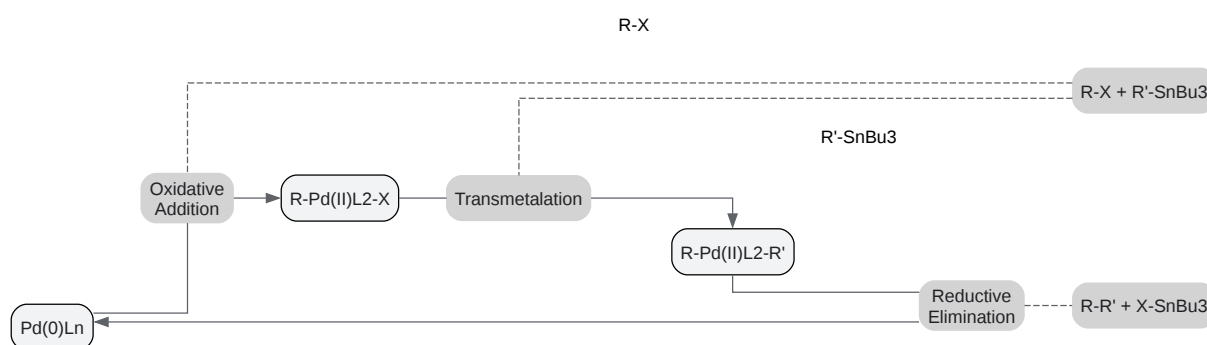 R-X
R-X + R'-SnBu3
R'-SnBu3
Oxidative
Addition
R-Pd(II)L2-X
Transmetalation
R-Pd(II)L2-R'
Reductive
Elimination
R-R' + X-SnBu3
Pd(0)Ln